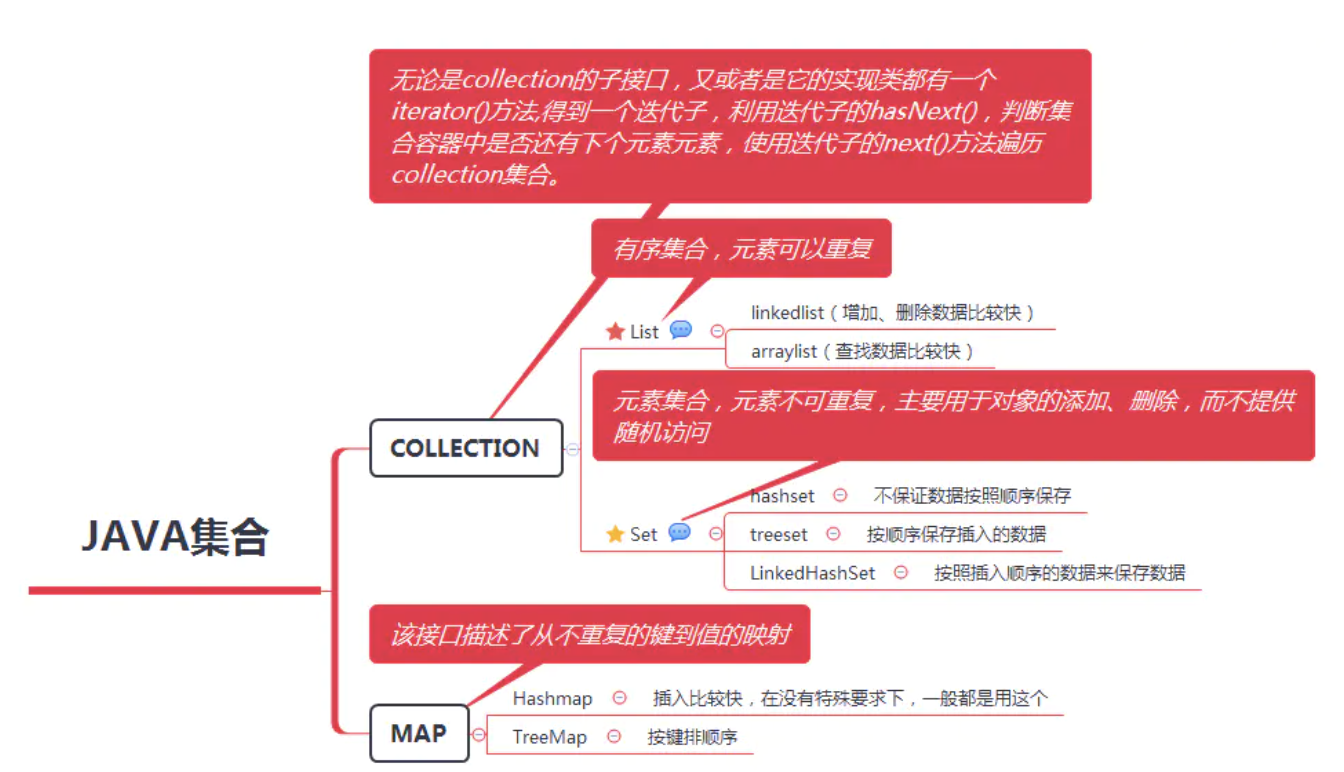 无论是collection的子接口，又或者是它的实现类都有一个
iterator()方法,得到一个迭代子，利用迭代子的hasNext()，判断集
合容器中是否还有下个元素元素，使用迭代子的next()方法遍历
collection集合。
有序集合，元素可以重复
List
linkedlist（增加、删除数据比较快）
arraylist（查找数据比较快）
元素集合，元素不可重复，主要用于对象的添加、删除，而不提供
随机访问
COLLECTION
hashset 不保证数据按照顺序保存
Set
treeset 按顺序保存插入的数据
LinkedHashSet 按照插入顺序的数据来保存数据
JAVA集合
该接口描述了从不重复的键到值的映射
MAP
Hashmap 插入比较快，在没有特殊要求下，一般都是用这个
TreeMap 按键排顺序